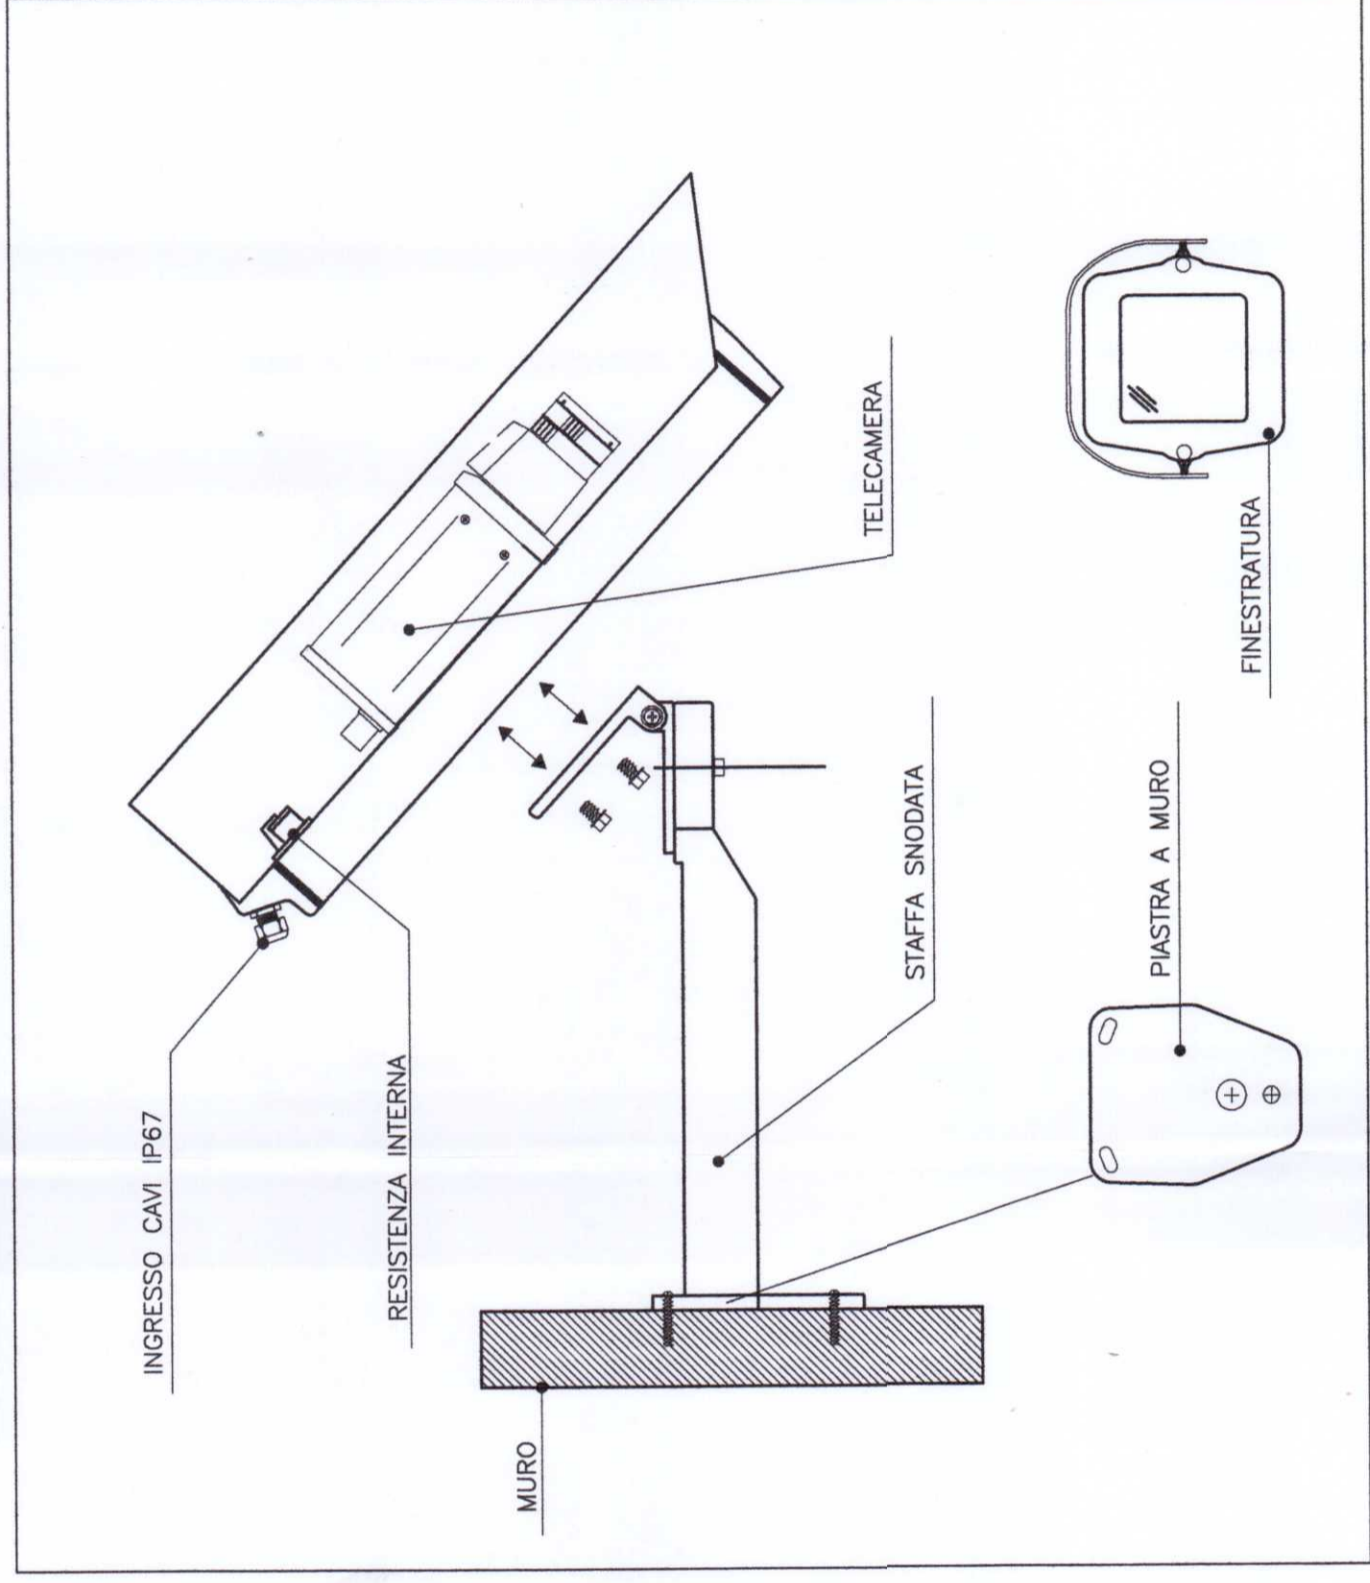 INGRESSO CAVI IP67
RESISTENZA INTERNA
MURO
TELECAMERA
STAFFA SNODATA
PIASTRA A MURO
FINESTRATURA